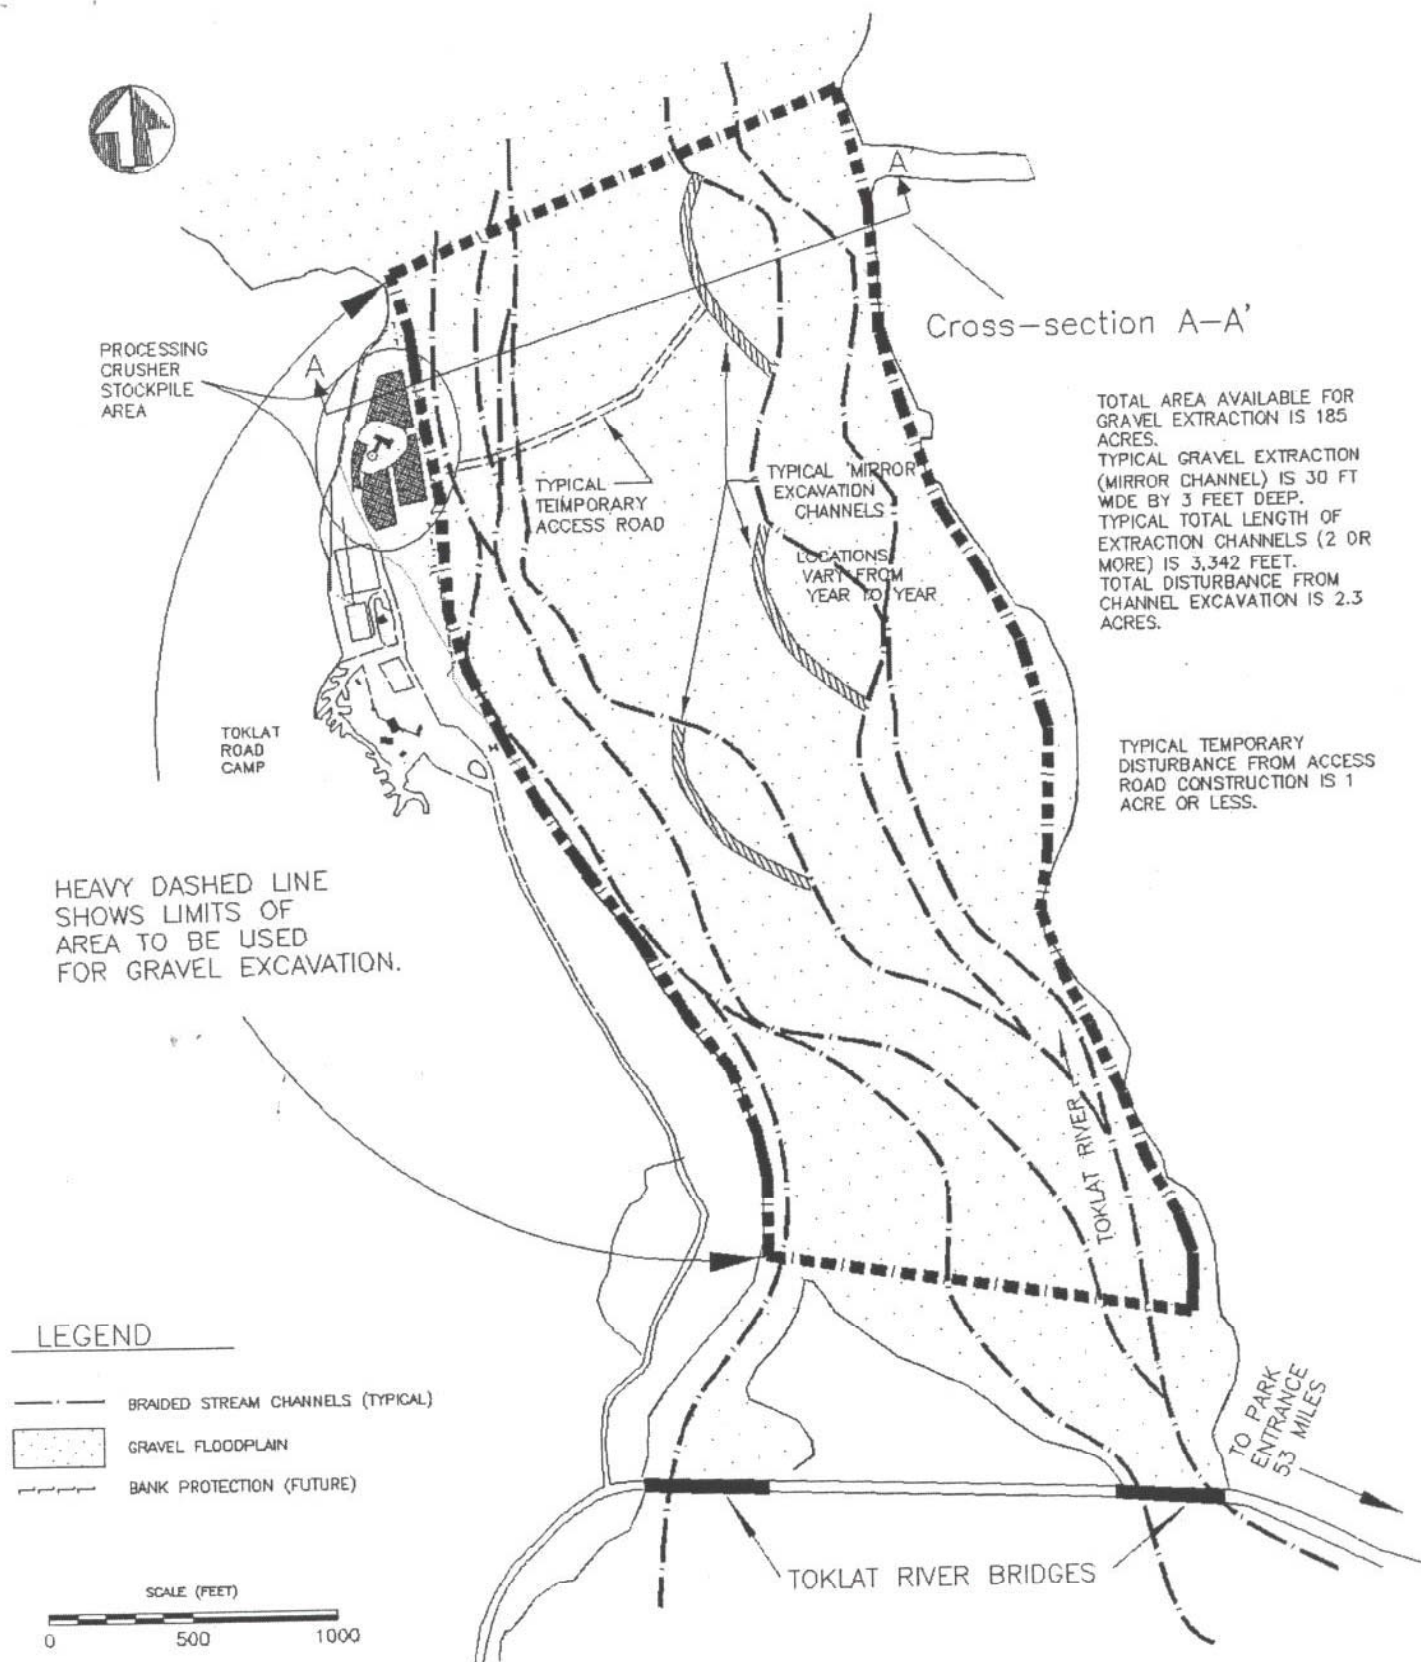 A'
Cross-section A-A'
PROCESSING
CRUSHER
STOCKPILE
AREA
A
TOTAL AREA AVAILABLE FOR
GRAVEL EXTRACTION IS 185
ACRES.
TYPICAL GRAVEL EXTRACTION
(MIRROR CHANNEL) IS 30 FT
WIDE BY 3 FEET DEEP.
TYPICAL TOTAL LENGTH OF
EXTRACTION CHANNELS (2 OR
MORE) IS 3,342 FEET.
TOTAL DISTURBANCE FROM
CHANNEL EXCAVATION IS 2.3
ACRES.
TYPICAL
TEIMPORARY
ACCESS ROAD
TYPICAL 'MIRROR
EXCAVATION
CHANNELS
LOCATIONS
VARY FROM
YEAR TO YEAR
TOKLAT
ROAD
CAMP
TYPICAL TEMPORARY
DISTURBANCE FROM ACCESS
ROAD CONSTRUCTION IS 1
ACRE OR LESS.
HEAVY DASHED LINE
SHOWS LIMITS OF
AREA TO BE USED
FOR GRAVEL EXCAVATION.
TOKLAT RIVER
LEGEND
BRAIDED STREAM CHANNELS (TYPICAL)
GRAVEL FLOODPLAIN
BANK PROTECTION (FUTURE)
TO PARK
ENTRANCE
53 MILES
TOKLAT RIVER BRIDGES
SCALE (FEET)
0 500 1000